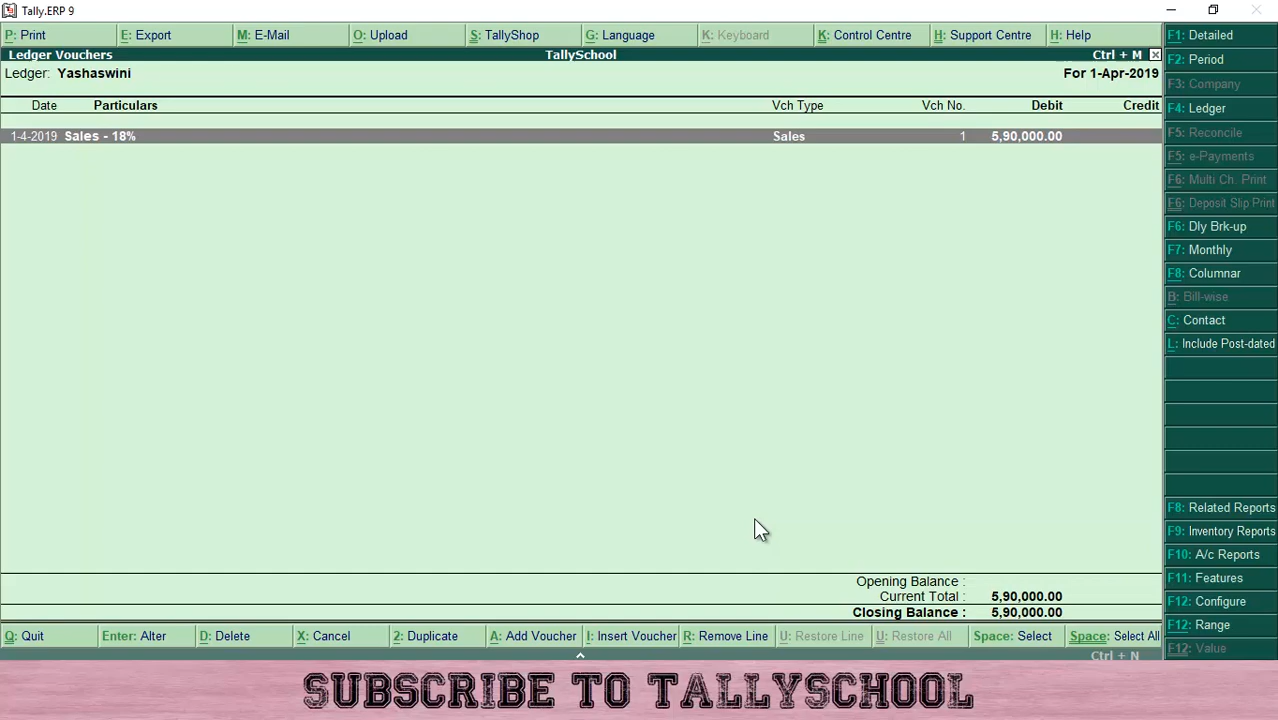 Tally.ERP 9
P: Print E: Export M: E-Mail O: Upload S: TallyShop G: Language K: Keyboard K: Control Centre H: Support Centre H: Help
Ledger Vouchers TallySchool Ctrl + M
Ledger: Yashaswini For 1-Apr-2019
Date Particulars Vch Type Vch No. Debit Credit
1-4-2019 Sales - 18% Sales 1 5,90,000.00
Opening Balance :
Current Total : 5,90,000.00
Closing Balance : 5,90,000.00
Q: Quit Enter: Alter D: Delete X: Cancel 2: Duplicate A: Add Voucher I: Insert Voucher R: Remove Line U: Restore Line U: Restore All Space: Select Space: Select All
Ctrl + N
F1: Detailed
F2: Period
F3: Company
F4: Ledger
F5: Reconcile
F5: e-Payments
F6: Multi Ch. Print
F6: Deposit Slip Print
F6: Dly Brk-up
F7: Monthly
F8: Columnar
B: Bill-wise
C: Contact
L: Include Post-dated
F8: Related Reports
F9: Inventory Reports
F10: A/c Reports
F11: Features
F12: Configure
F12: Range
F12: Value
SUBSCRIBE TO TALLYSCHOOL